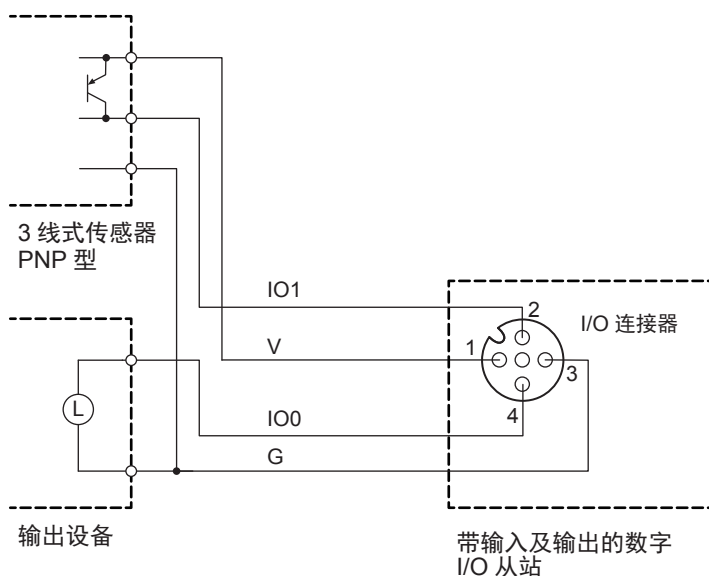 3 线式传感器
PNP 型
IO1
2
I/O 连接器
V
1
3
L
4
IO0
G
输出设备
带输入及输出的数字
I/O 从站